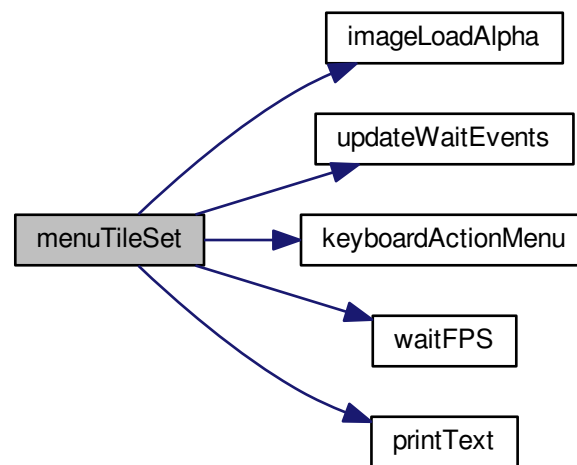 imageLoadAlpha
updateWaitEvents
menuTileSet
keyboardActionMenu
waitFPS
printText